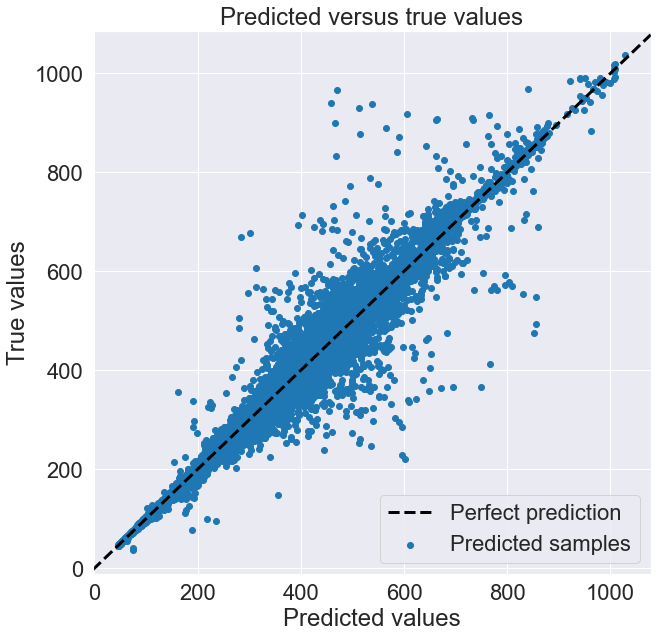 Predicted versus true values
True values
1000
800
600
400
200
0
0 200 400 600 800 1000
Predicted values
Perfect prediction
Predicted samples